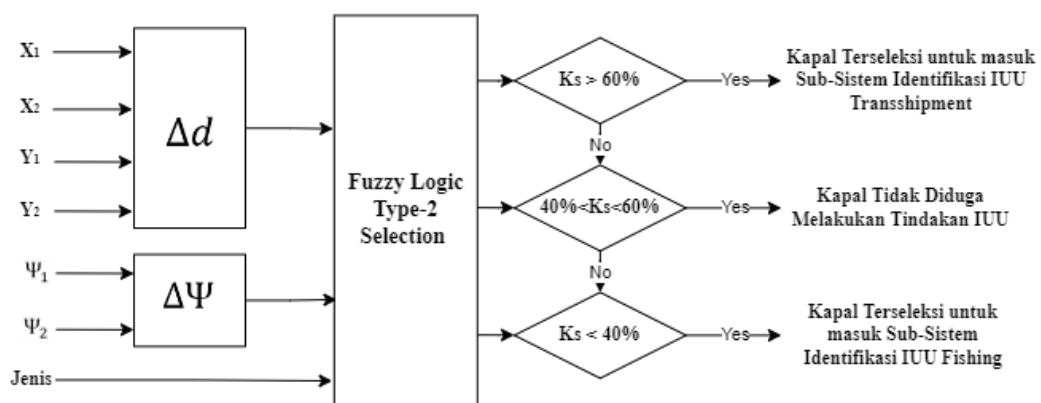 X1
X2
Y1
Y2
Δd
Ψ1
Ψ2
ΔΨ
Jenis
Fuzzy Logic
Type-2
Selection
Ks > 60%
Yes
Kapal Terseleksi untuk masuk
Sub-Sistem Identifikasi IUU
Transshipment
No
40%<Ks<60%
Yes
Kapal Tidak Diduga
Melakukan Tindakan IUU
No
Ks < 40%
Yes
Kapal Terseleksi untuk
masuk Sub-Sistem
Identifikasi IUU Fishing